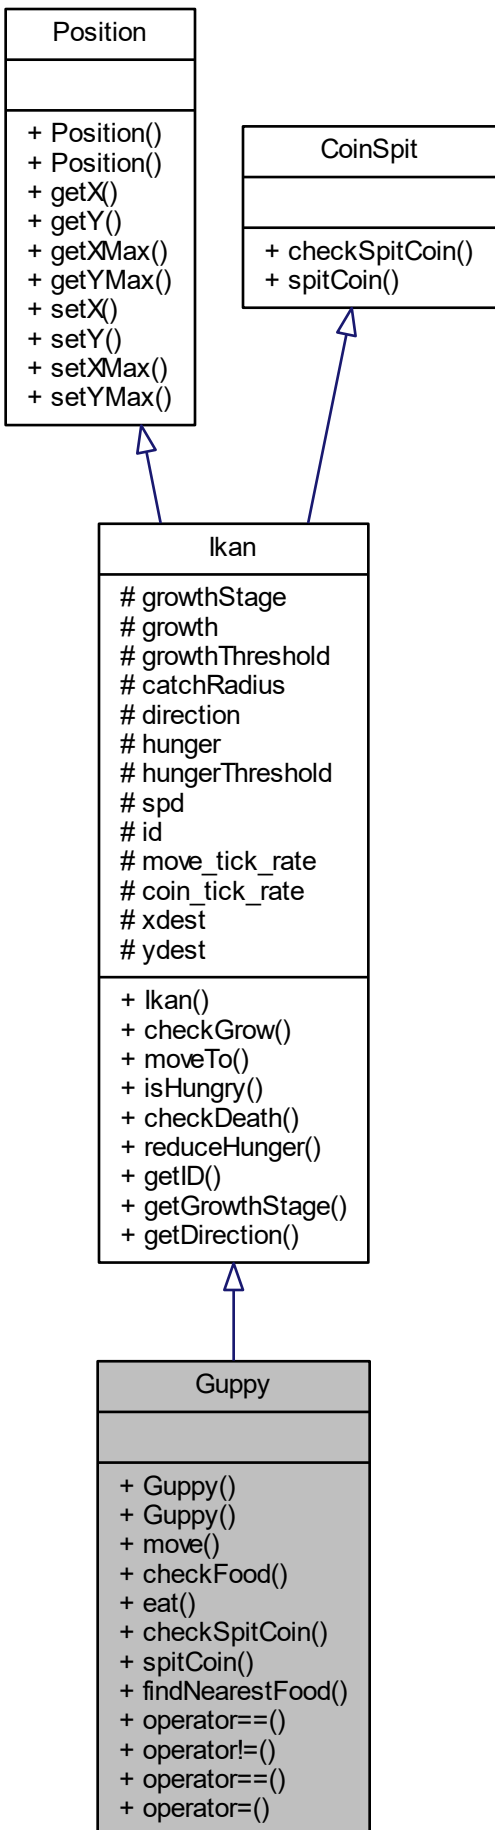 Position
+ Position()
+ Position()
+ getX()
+ getY()
+ getXMax()
+ getYMax()
+ setX()
+ setY()
+ setXMax()
+ setYMax()
CoinSpit
+ checkSpitCoin()
+ spitCoin()
Ikan
# growthStage
# growth
# growthThreshold
# catchRadius
# direction
# hunger
# hungerThreshold
# spd
# id
# move_tick_rate
# coin_tick_rate
# xdest
# ydest
+ Ikan()
+ checkGrow()
+ moveTo()
+ isHungry()
+ checkDeath()
+ reduceHunger()
+ getID()
+ getGrowthStage()
+ getDirection()
Guppy
+ Guppy()
+ Guppy()
+ move()
+ checkFood()
+ eat()
+ checkSpitCoin()
+ spitCoin()
+ findNearestFood()
+ operator==()
+ operator!=()
+ operator==()
+ operator=()